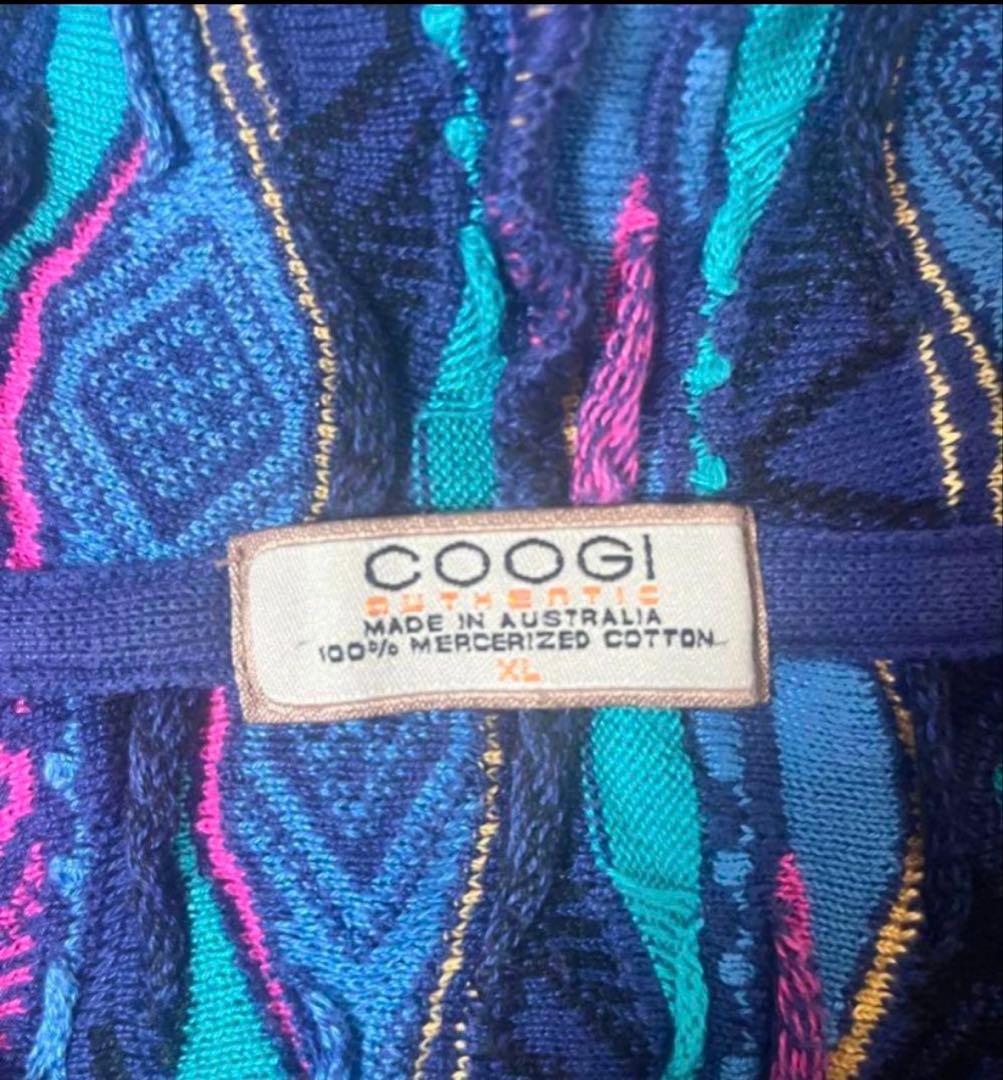 COOGI
AUTHENTIC
MADE IN AUSTRALIA
100% MERCERIZED COTTON
XL